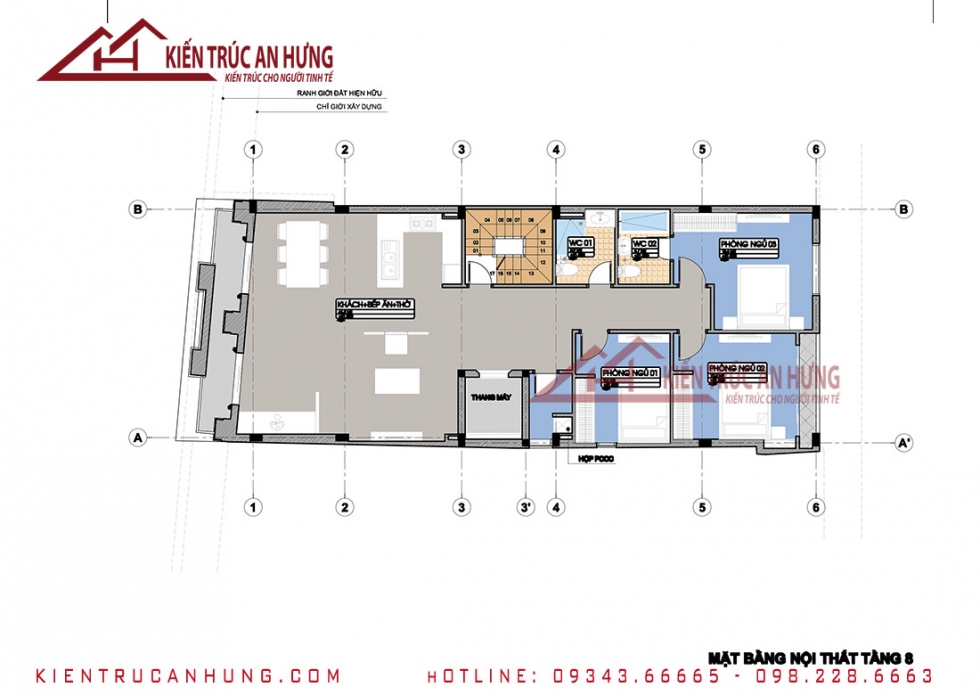 KIẾN TRÚC AN HƯNG
KIẾN TRÚC CHO NGƯỜI TINH TẾ
RANH GIỚI ĐẤT HIỆN HỮU
CHỈ GIỚI XÂY DỰNG
1 2 3 4 5 6
B B
04 05 06 07 08
03 09
02 10
01 11
12
17 16 15 14 13
WC 01
WC 02
PHÒNG NGỦ 03
KHÁCH+BẾP ĂN+THỜ
PHÒNG NGỦ 01
PHÒNG NGỦ 02
KIẾN TRÚC AN HƯNG
KIẾN TRÚC CHO NGƯỜI TINH TẾ
THANG MÁY
A A'
HỌP PCCC
1 2 3 3' 4 5 6
MẶT BẰNG NỘI THẤT TẦNG 8
KIENTRUCANHUNG.COM HOTLINE: 09343.66665 - 098.228.6663